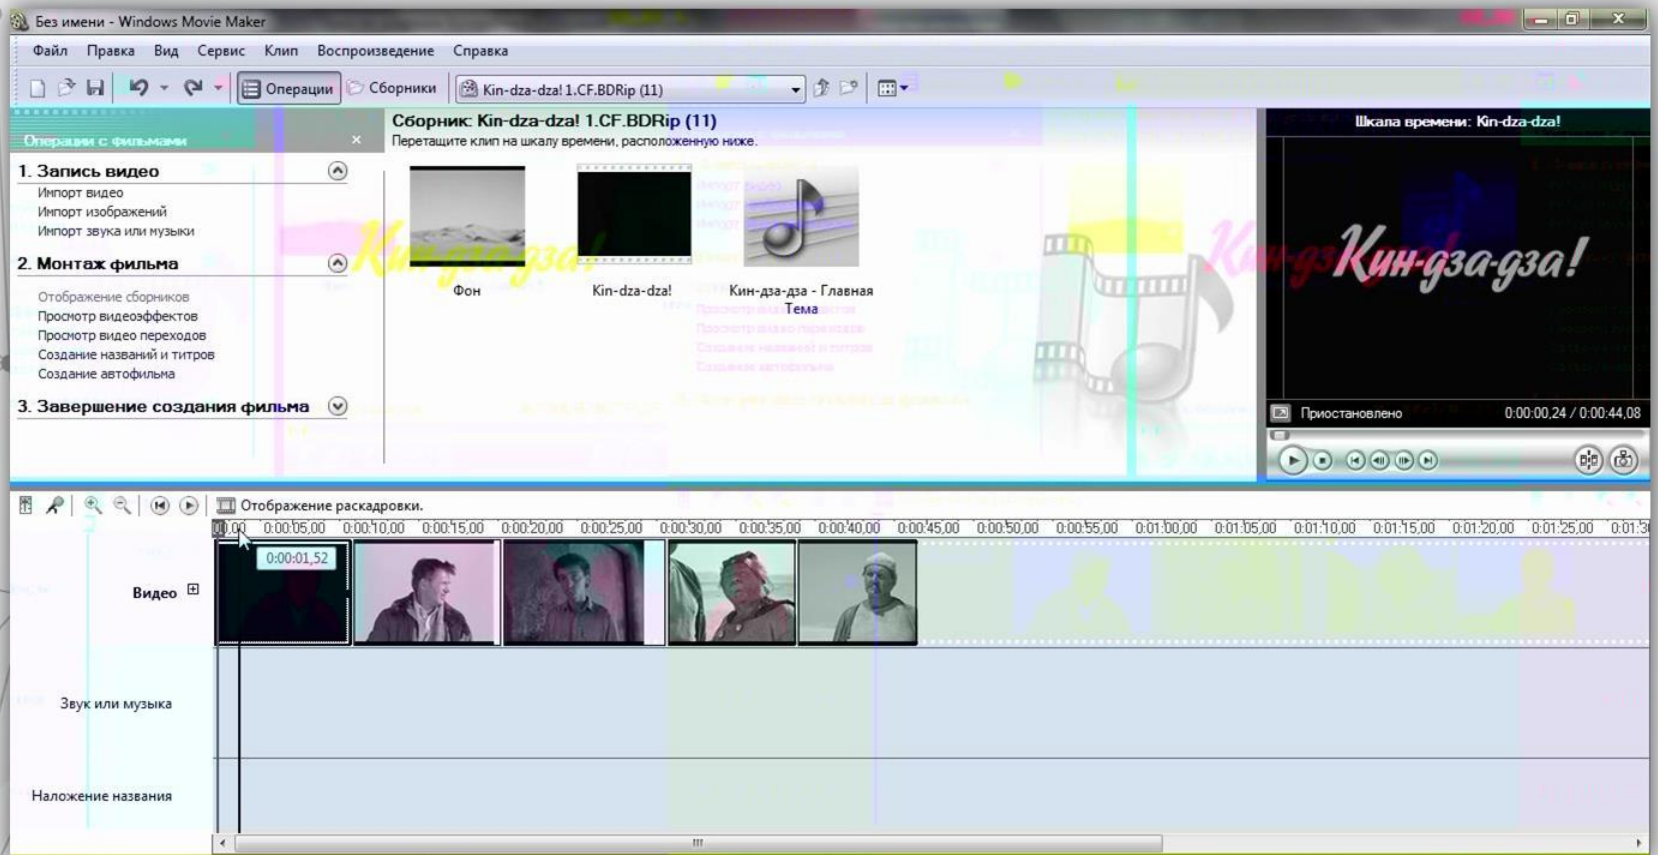 Без имени - Windows Movie Maker
Файл Правка Вид Сервис Клип Воспроизведение Справка
Операции Сборники Kin-dza-dza! 1.CF.BDRip (11)
Операции с фильмами
1. Запись видео
Импорт видео
Импорт изображений
Импорт звука или музыки
2. Монтаж фильма
Отображение сборников
Просмотр видеоэффектов
Просмотр видео переходов
Создание названий и титров
Создание автофильма
3. Завершение создания фильма
Сборник: Kin-dza-dza! 1.CF.BDRip (11)
Перетащите клип на шкалу времени, расположенную ниже.
Фон
Kin-dza-dza!
Кин-дза-дза - Главная
Тема
Кин-дза-дза!
Шкала времени: Kin-dza-dza!
Кин-дза-дза!
Приостановлено 0:00:00,24 / 0:00:44,08
Отображение раскадровки.
0:00:05,00 0:00:10,00 0:00:15,00 0:00:20,00 0:00:25,00 0:00:30,00 0:00:35,00 0:00:40,00 0:00:45,00 0:00:50,00 0:00:55,00 0:01:00,00 0:01:05,00 0:01:10,00 0:01:15,00 0:01:20,00 0:01:25,00
0:00:01,52
Видео
Звук или музыка
Наложение названия